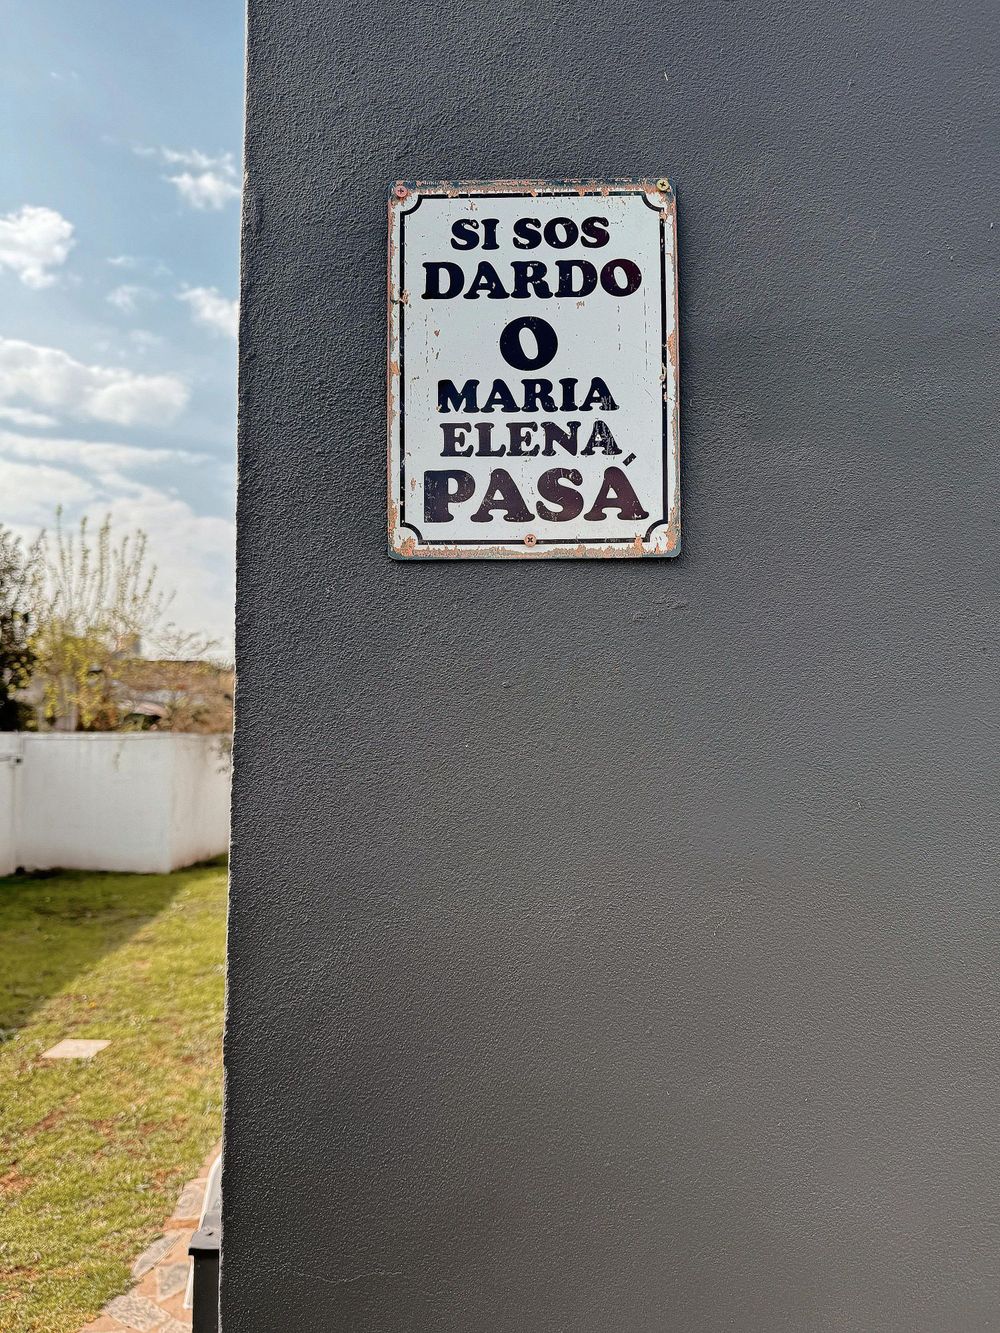 SI SOS
DARDO
O
MARIA
ELENA
PASÁ